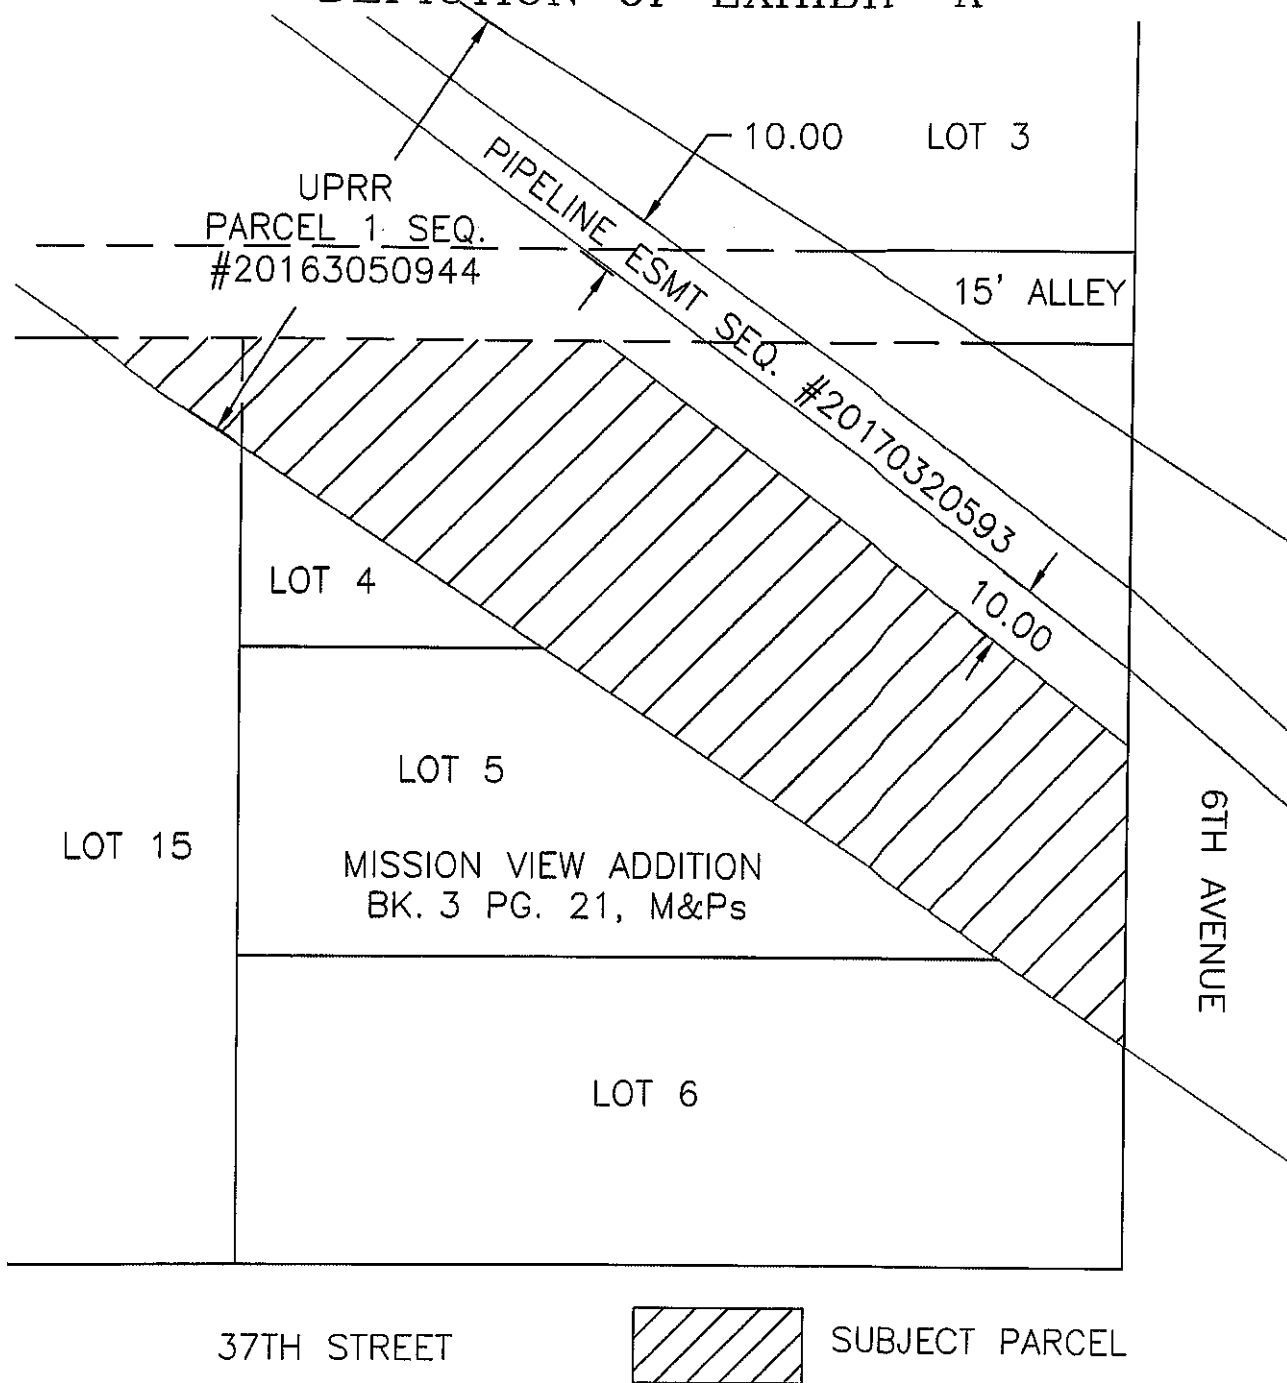 10.00
LOT 3
UPRR
PARCEL 1 SEQ.
#20163050944
PIPELINE ESMT SEQ. #20170320593
15' ALLEY
LOT 4
10.00
LOT 5
LOT 15
MISSION VIEW ADDITION
BK. 3 PG. 21, M&Ps
6TH AVENUE
LOT 6
37TH STREET
SUBJECT PARCEL